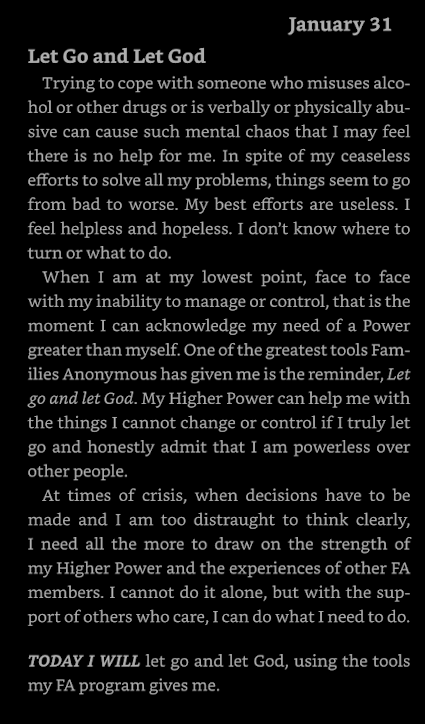 January 31
Let Go and Let God
Trying to cope with someone who misuses alco-
hol or other drugs or is verbally or physically abu-
sive can cause such mental chaos that I may feel
there is no help for me. In spite of my ceaseless
efforts to solve all my problems, things seem to go
from bad to worse. My best efforts are useless. I
feel helpless and hopeless. I don’t know where to
turn or what to do.
When I am at my lowest point, face to face
with my inability to manage or control, that is the
moment I can acknowledge my need of a Power
greater than myself. One of the greatest tools Fam-
ilies Anonymous has given me is the reminder, Let
go and let God. My Higher Power can help me with
the things I cannot change or control if I truly let
go and honestly admit that I am powerless over
other people.
At times of crisis, when decisions have to be
made and I am too distraught to think clearly,
I need all the more to draw on the strength of
my Higher Power and the experiences of other FA
members. I cannot do it alone, but with the sup-
port of others who care, I can do what I need to do.
TODAY I WILL let go and let God, using the tools
my FA program gives me.